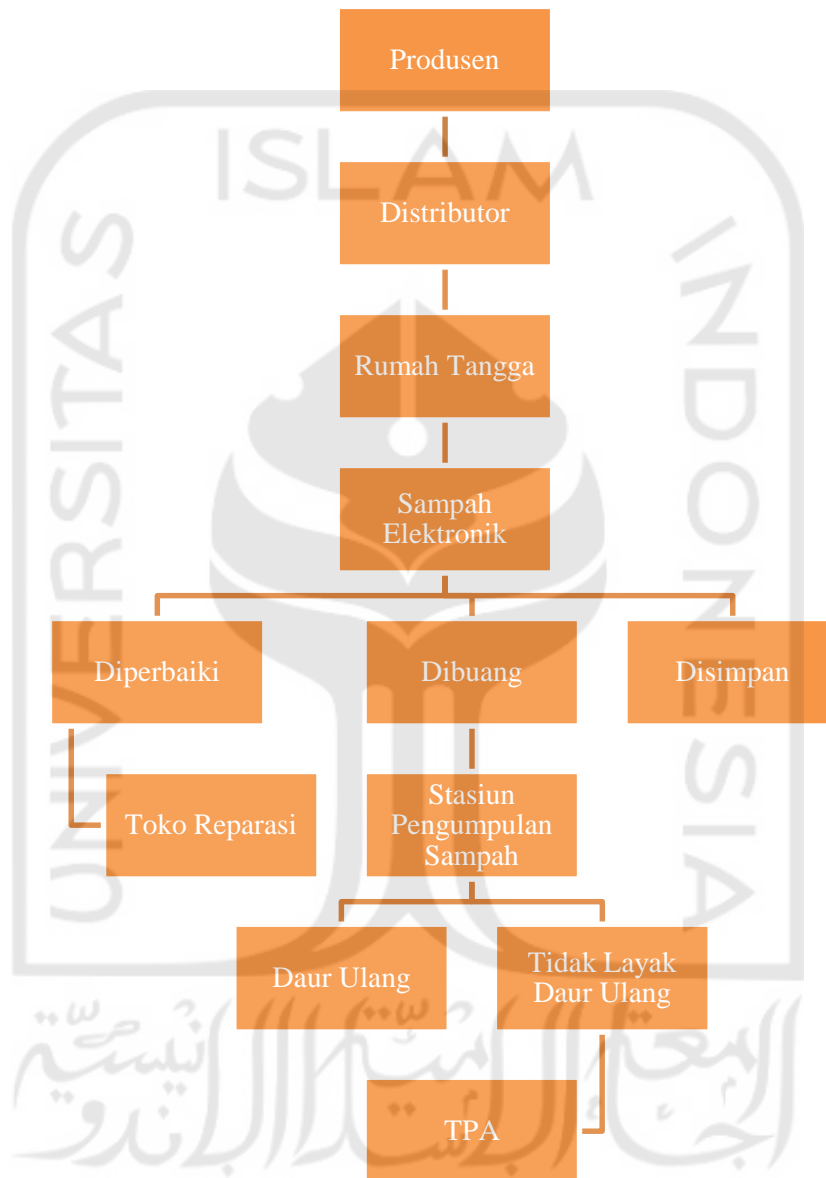 Produsen
ISLAM
Distributor
UNIVERSITAS
INDONESIA
Rumah Tangga
Sampah
Elektronik
Diperbaiki
Dibuang
Disimpan
Toko Reparasi
Stasiun
Pengumpulan
Sampah
Daur Ulang
Tidak Layak
Daur Ulang
TPA